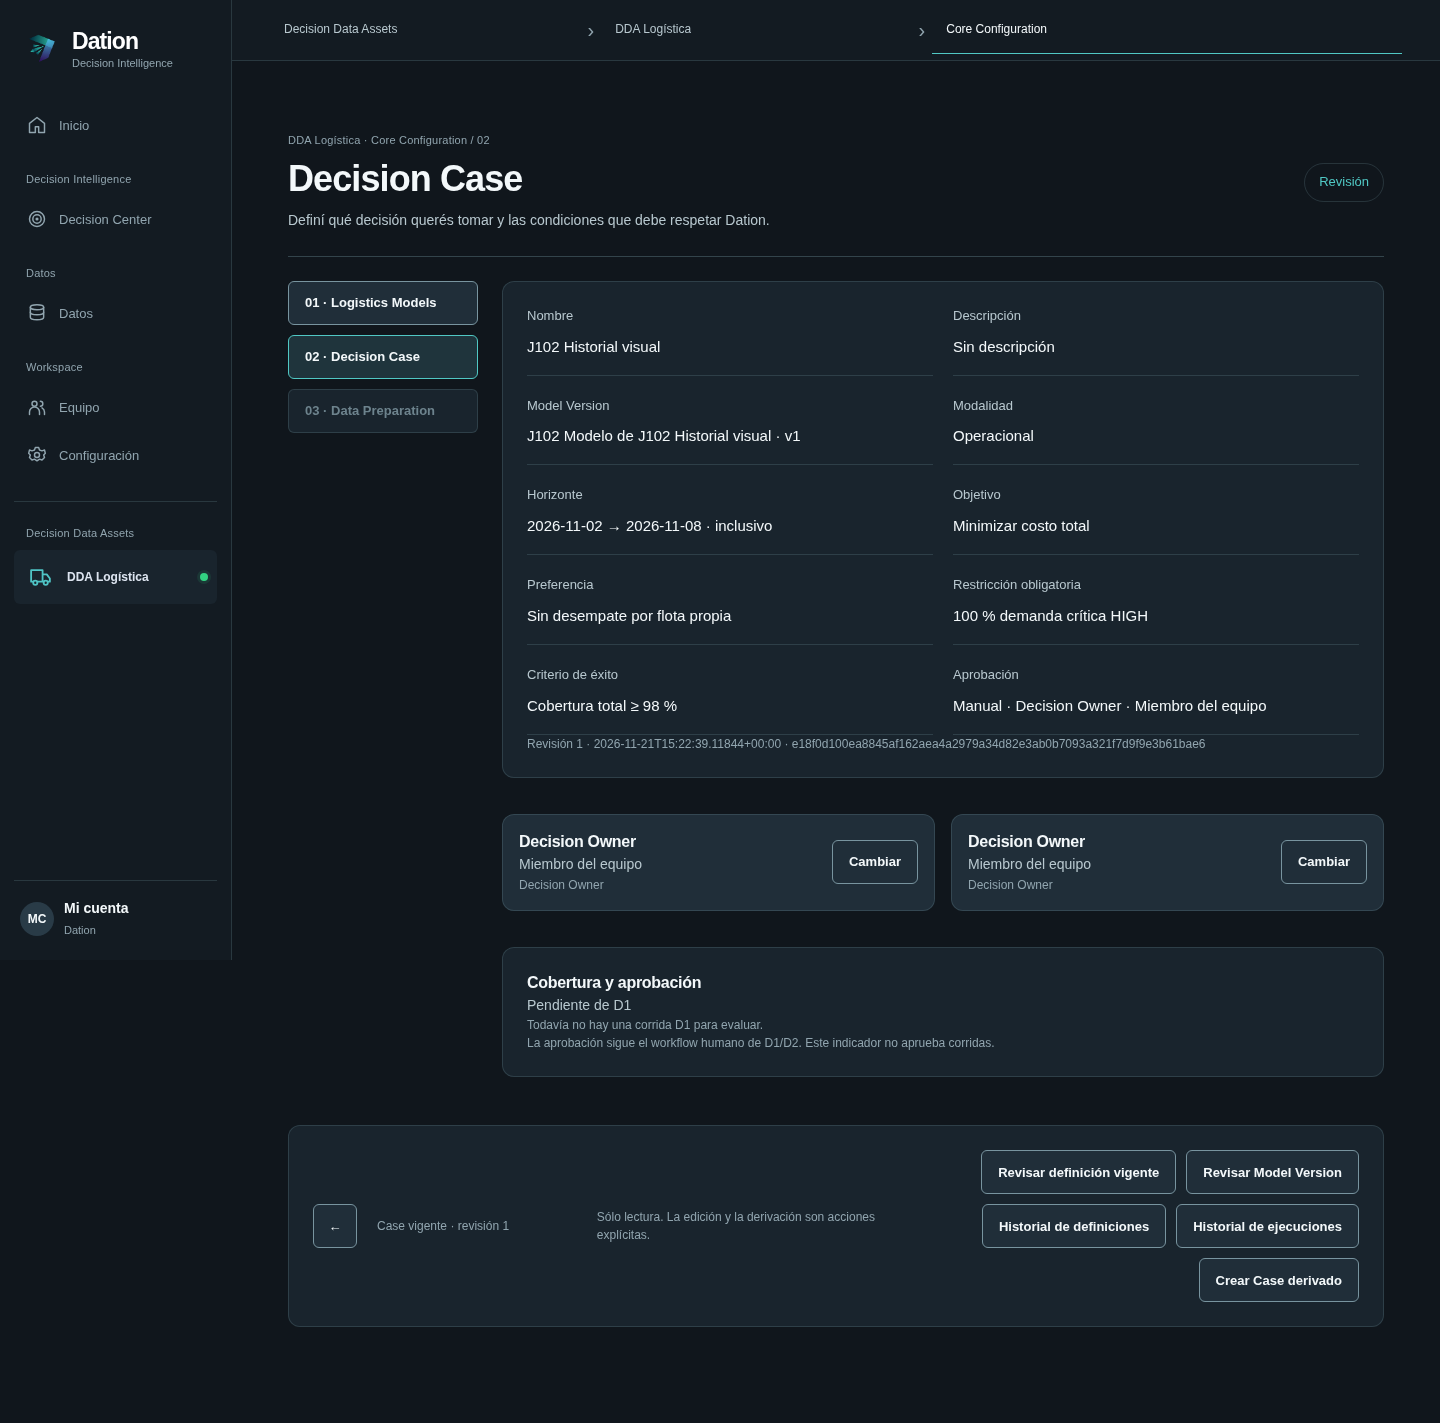 Dation
Decision Intelligence
Inicio
Decision Intelligence
Decision Center
Datos
Datos
Workspace
Equipo
Configuración
Decision Data Assets
DDA Logística
MC
Mi cuenta
Dation
Decision Data Assets
›
DDA Logística
›
Core Configuration
DDA Logística · Core Configuration / 02
Decision Case
Revisión
Definí qué decisión querés tomar y las condiciones que debe respetar Dation.
01 · Logistics Models
02 · Decision Case
03 · Data Preparation
Nombre
J102 Historial visual
Descripción
Sin descripción
Model Version
J102 Modelo de J102 Historial visual · v1
Modalidad
Operacional
Horizonte
2026-11-02 → 2026-11-08 · inclusivo
Objetivo
Minimizar costo total
Preferencia
Sin desempate por flota propia
Restricción obligatoria
100 % demanda crítica HIGH
Criterio de éxito
Cobertura total ≥ 98 %
Aprobación
Manual · Decision Owner · Miembro del equipo
Revisión 1 · 2026-11-21T15:22:39.11844+00:00 · e18f0d100ea8845af162aea4a2979a34d82e3ab0b7093a321f7d9f9e3b61bae6
Decision Owner
Miembro del equipo
Decision Owner
Cambiar
Decision Owner
Miembro del equipo
Decision Owner
Cambiar
Cobertura y aprobación
Pendiente de D1
Todavía no hay una corrida D1 para evaluar.
La aprobación sigue el workflow humano de D1/D2. Este indicador no aprueba corridas.
←
Case vigente · revisión 1
Sólo lectura. La edición y la derivación son acciones
explícitas.
Revisar definición vigente
Revisar Model Version
Historial de definiciones
Historial de ejecuciones
Crear Case derivado